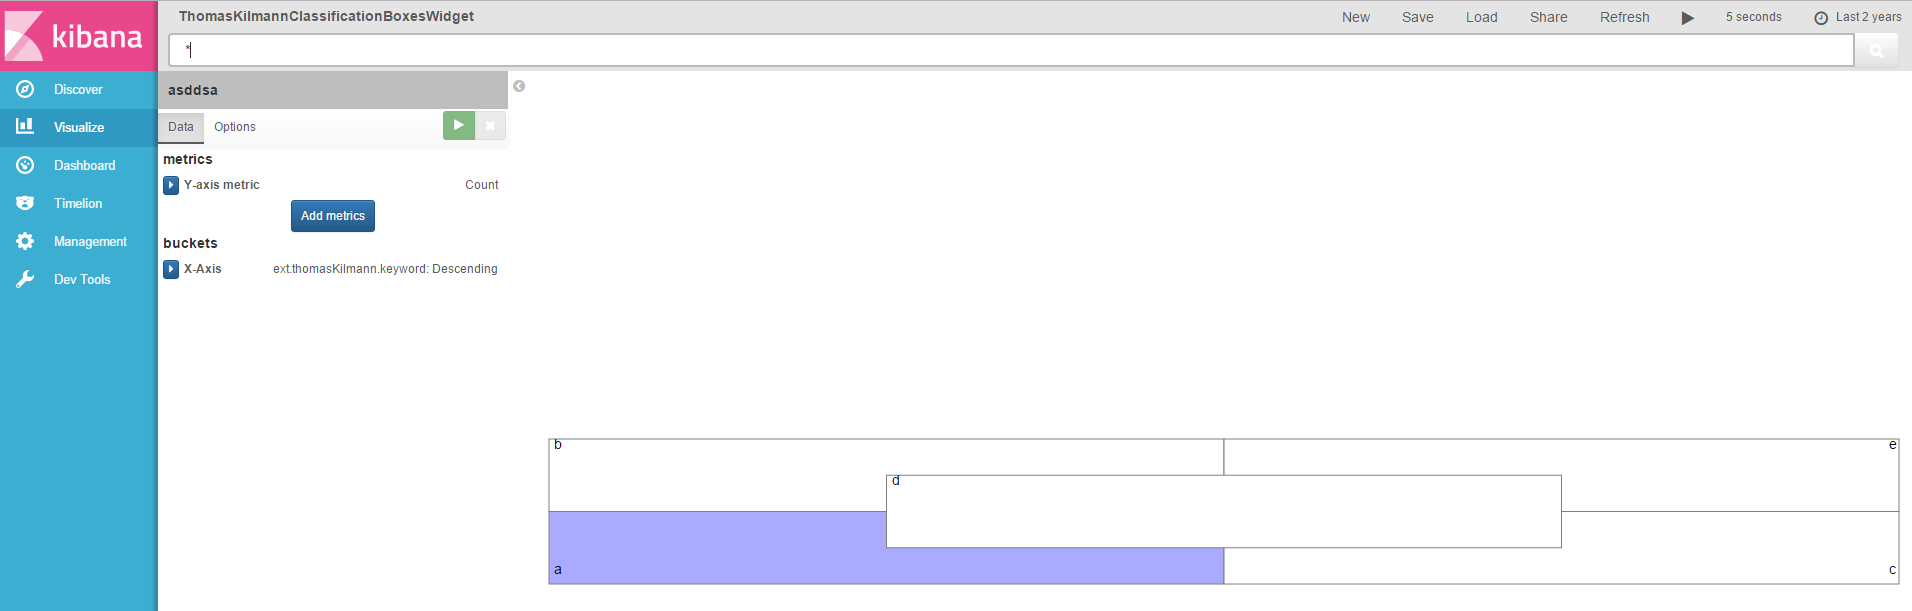 kibana
ThomasKilmannClassificationBoxesWidget
New Save Load Share Refresh 5 seconds Last 2 years
*
Discover
Visualize
Dashboard
Timelion
Management
Dev Tools
asddsa
Data Options
metrics
Y-axis metric Count
Add metrics
buckets
X-Axis ext.thomasKilmann.keyword: Descending
b e
d
a c